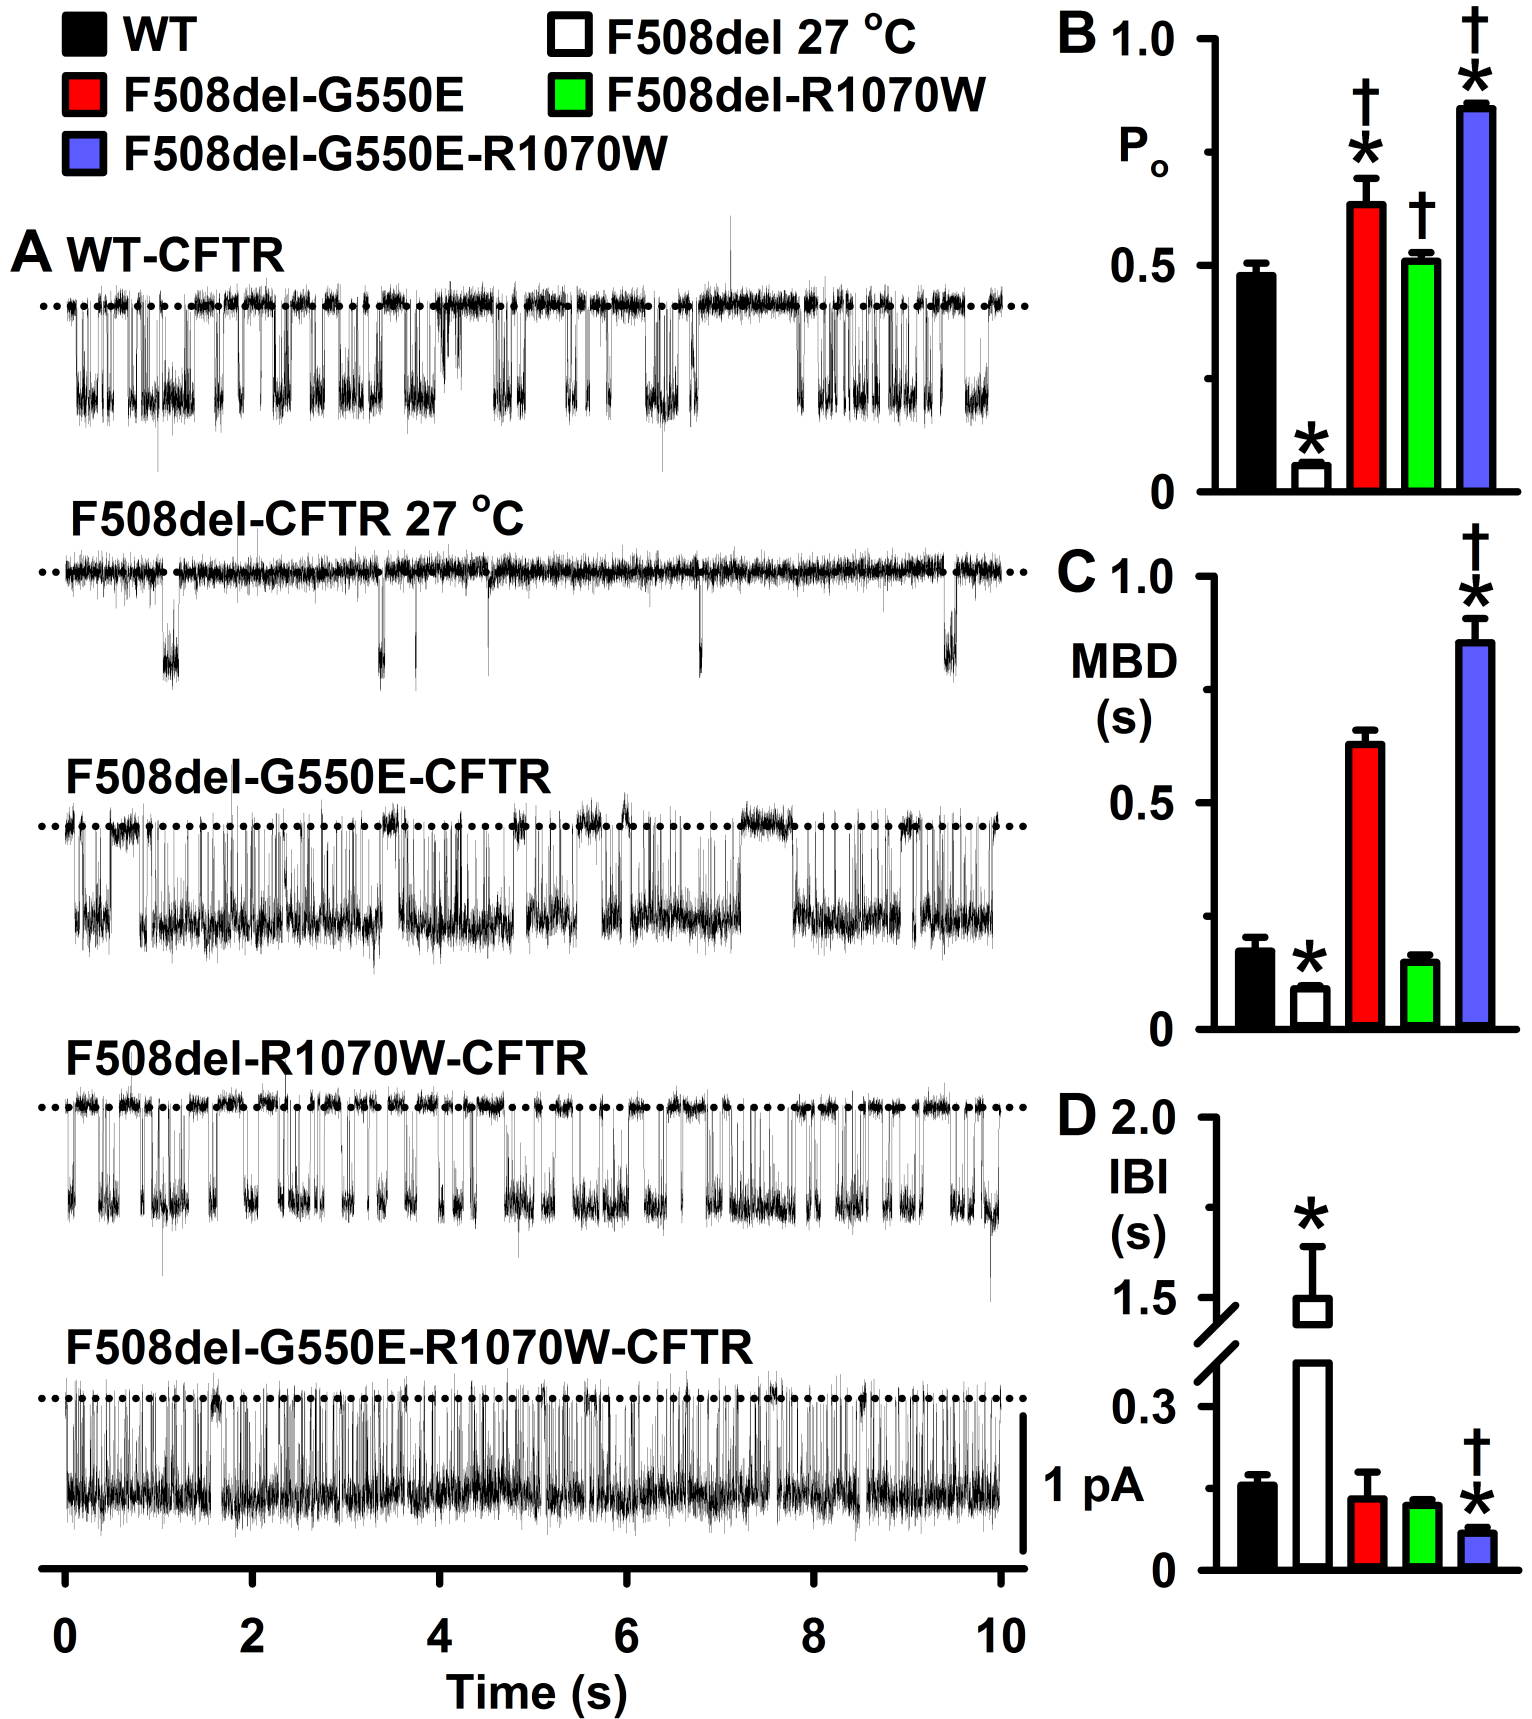 WT
F508del 27 °C
F508del-G550E
F508del-R1070W
F508del-G550E-R1070W
A WT-CFTR
F508del-CFTR 27 °C
F508del-G550E-CFTR
F508del-R1070W-CFTR
F508del-G550E-R1070W-CFTR
1 pA
0 2 4 6 8 10
Time (s)
B 1.0
Po
0.5
0
*
† *
†
† *
C 1.0
MBD
(s)
0.5
0
*
† *
D 2.0
IBI
(s)
1.5
0.3
0
*
† *